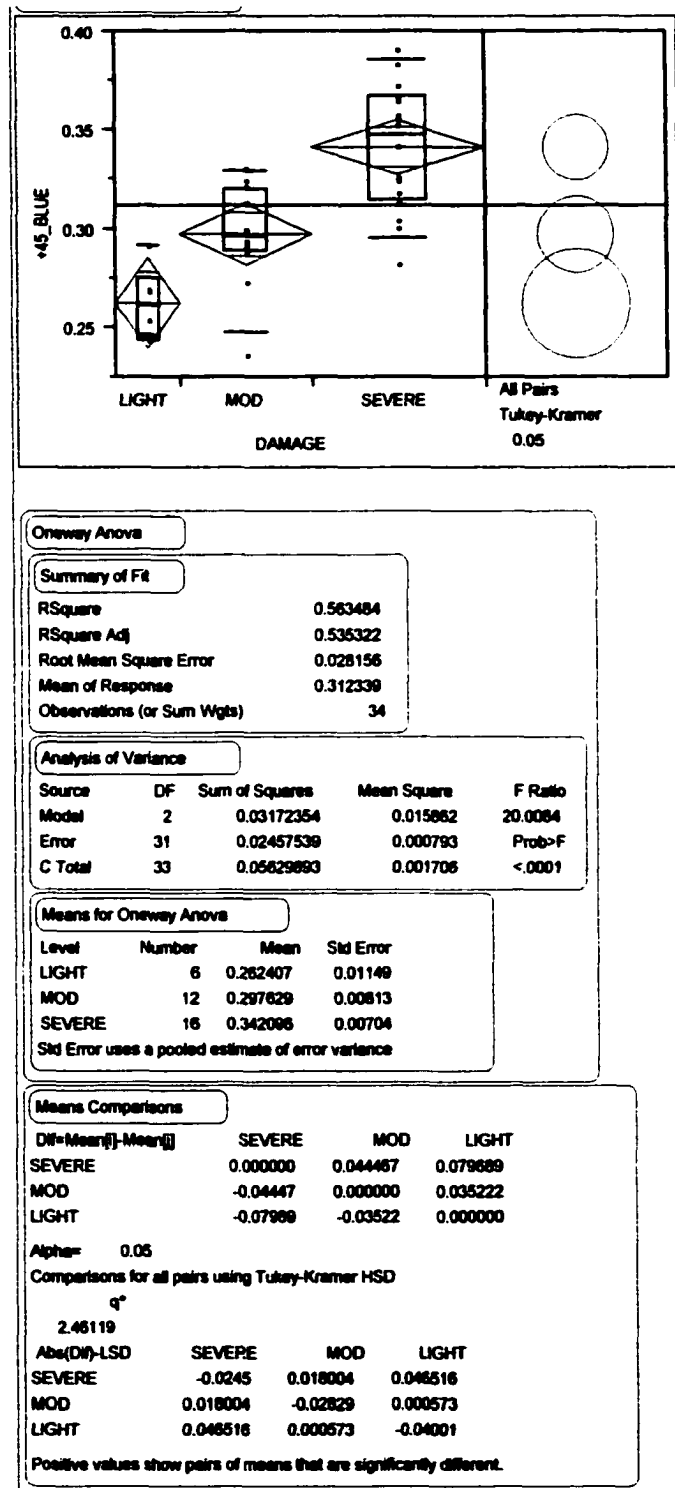 0.40
0.35
0.30
0.25
+45_BLUE
LIGHT MOD SEVERE
DAMAGE
All Pairs
Tukey-Kramer
0.05
Oneway Anova
Summary of Fit
RSquare 0.563484
RSquare Adj 0.535322
Root Mean Square Error 0.028156
Mean of Response 0.312339
Observations (or Sum Wgts) 34
Analysis of Variance
Source DF Sum of Squares Mean Square F Ratio
Model 2 0.03172354 0.015862 20.0084
Error 31 0.02457539 0.000793 Prob>F
C Total 33 0.05629893 0.001706 <.0001
Means for Oneway Anova
Level Number Mean Std Error
LIGHT 6 0.262407 0.01149
MOD 12 0.297629 0.00813
SEVERE 16 0.342096 0.00704
Std Error uses a pooled estimate of error variance
Means Comparisons
Dif=Mean[i]-Mean[j] SEVERE MOD LIGHT
SEVERE 0.000000 0.044467 0.079689
MOD -0.04447 0.000000 0.035222
LIGHT -0.07969 -0.03522 0.000000
Alpha= 0.05
Comparisons for all pairs using Tukey-Kramer HSD
q*
2.46119
Abs(Dif)-LSD SEVERE MOD LIGHT
SEVERE -0.0245 0.018004 0.046516
MOD 0.018004 -0.02829 0.000573
LIGHT 0.046516 0.000573 -0.04001
Positive values show pairs of means that are significantly different.